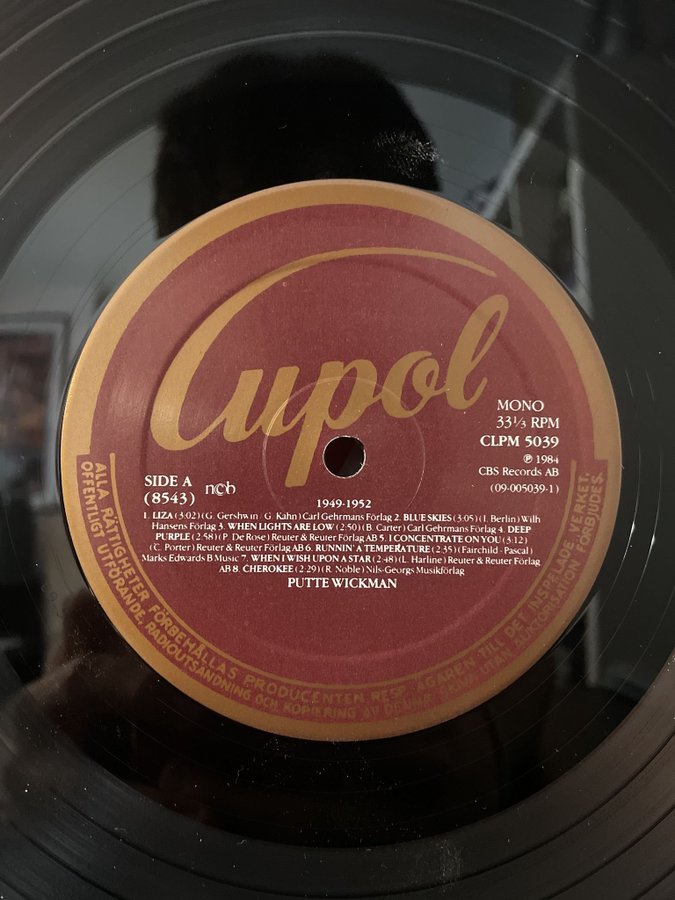 Cupol
MONO
33⅓ RPM
CLPM 5039
℗ 1984
CBS Records AB
(09-005039-1)
SIDE A
(8543)
ncb
1949-1952
1. LIZA (3:02) (G. Gershwin - G. Kahn) Carl Gehrmans Förlag 2. BLUE SKIES (3:05) (I. Berlin) Wilh
Hansens Förlag 3. WHEN LIGHTS ARE LOW (2:50) (B. Carter) Carl Gehrmans Förlag 4. DEEP
PURPLE (2:58) (P. De Rose) Reuter & Reuter Förlag AB 5. I CONCENTRATE ON YOU (3:12)
(C. Porter) Reuter & Reuter Förlag AB 6. RUNNIN' A TEMPERATURE (2:35) (Fairchild - Pascal)
Marks Edwards B Music 7. WHEN I WISH UPON A STAR (2:48) (L. Harline) Reuter & Reuter Förlag
AB 8. CHEROKEE (2:29) (R. Noble) Nils-Georgs Musikförlag
PUTTE WICKMAN
ALLA RÄTTIGHETER FÖRBEHÅLLAS PRODUCENTEN RESP. ÄGAREN TILL DET INSPELADE VERKET.
OFFENTLIGT UTFÖRANDE, RADIOUTSÄNDNING OCH KOPIERING AV DENNA SKIVA UTAN AUKTORISATION FÖRBJUDES.